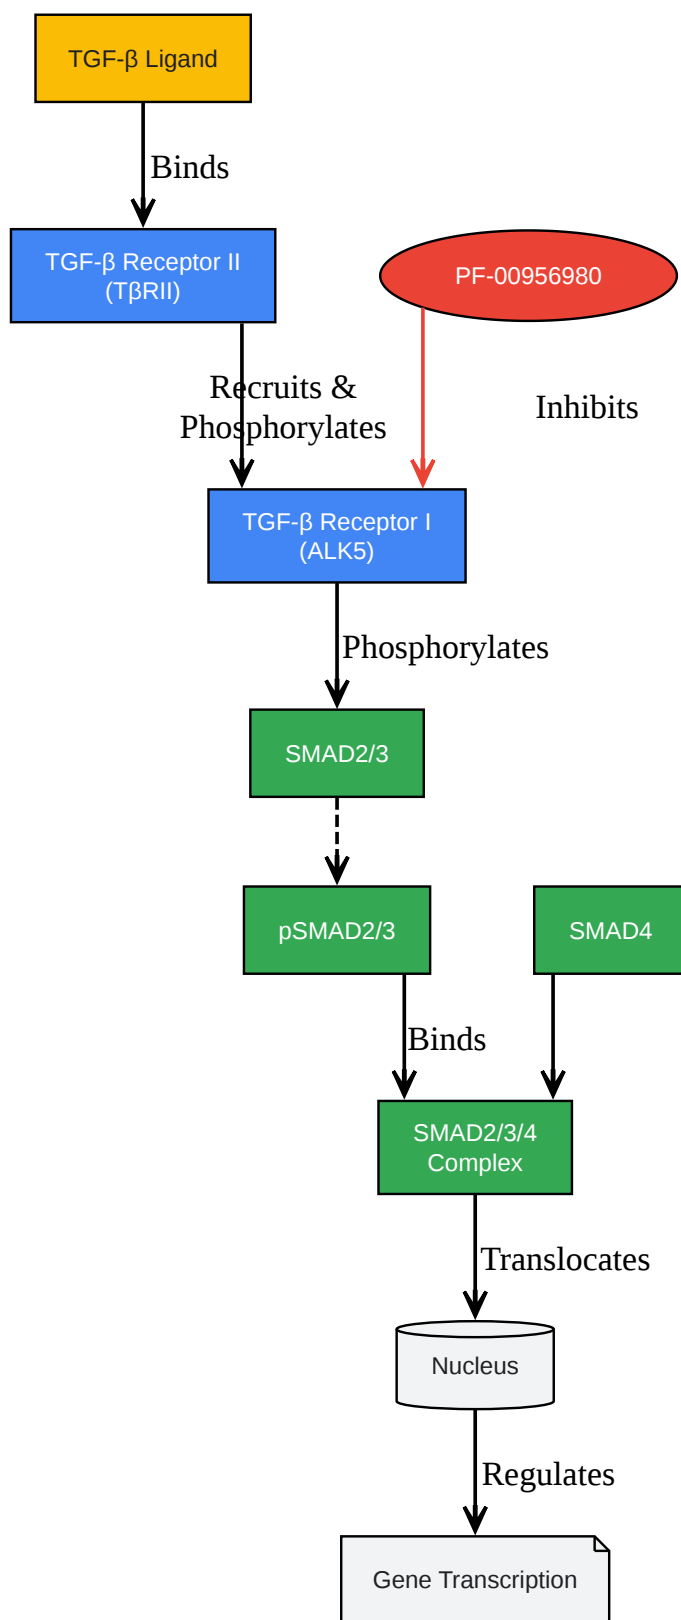 TGF-β Ligand
Binds
TGF-β Receptor II
(TβRII)
PF-00956980
Recruits &
Phosphorylates
Inhibits
TGF-β Receptor I
(ALK5)
Phosphorylates
SMAD2/3
pSMAD2/3
SMAD4
Binds
SMAD2/3/4
Complex
Translocates
Nucleus
Regulates
Gene Transcription